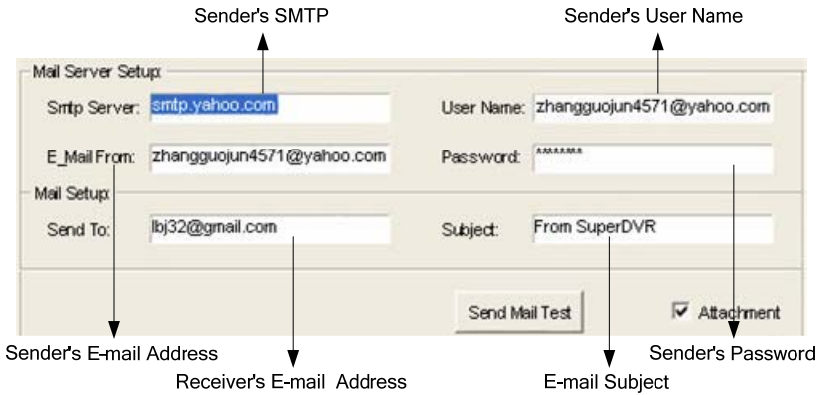 Sender's SMTP
Sender's User Name
Mail Server Setup:
Smtp Server: smtp.yahoo.com
User Name: zhangguojun4571@yahoo.com
E_Mail From: zhangguojun4571@yahoo.com
Password: ********
Mail Setup:
Send To: lbj32@gmail.com
Subject: From SuperDVR
Send Mail Test
Attachment
Sender's E-mail Address
Sender's Password
Receiver's E-mail Address
E-mail Subject